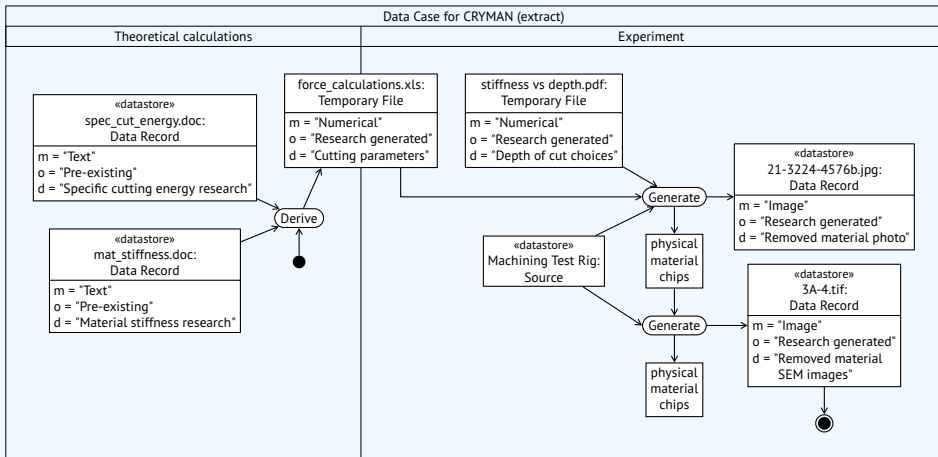 Data Case for CRYMAN (extract)
Theoretical calculations
Experiment
«datastore»
spec_cut_energy.doc:
Data Record
m = "Text"
o = "Pre-existing"
d = "Specific cutting energy research"
«datastore»
mat_stiffness.doc:
Data Record
m = "Text"
o = "Pre-existing"
d = "Material stiffness research"
Derive
force_calculations.xls:
Temporary File
m = "Numerical"
o = "Research generated"
d = "Cutting parameters"
stiffness vs depth.pdf:
Temporary File
m = "Numerical"
o = "Research generated"
d = "Depth of cut choices"
Generate
«datastore»
21-3224-4576b.jpg:
Data Record
m = "Image"
o = "Research generated"
d = "Removed material photo"
«datastore»
Machining Test Rig:
Source
physical
material
chips
Generate
«datastore»
3A-4.tif:
Data Record
m = "Image"
o = "Research generated"
d = "Removed material
SEM images"
physical
material
chips